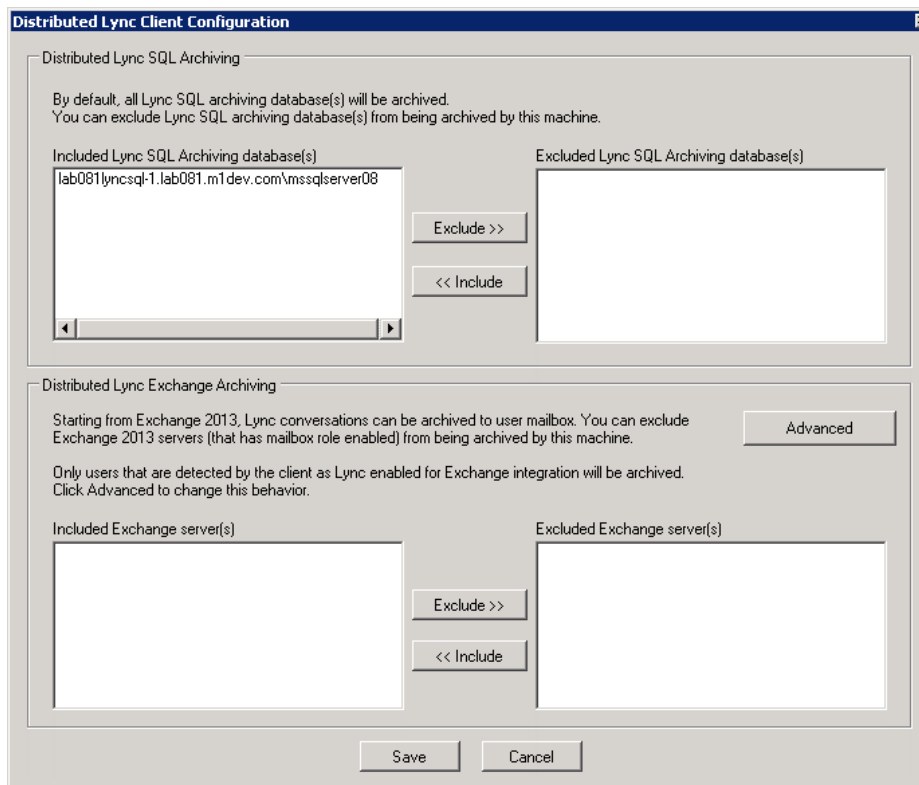 Distributed Lync Client Configuration
Distributed Lync SQL Archiving
By default, all Lync SQL archiving database(s) will be archived.
You can exclude Lync SQL archiving database(s) from being archived by this machine.
Included Lync SQL Archiving database(s)
Excluded Lync SQL Archiving database(s)
lab081lyncsql-1.lab081.m1dev.com\mssqlserver08
Exclude >>
<< Include
Distributed Lync Exchange Archiving
Starting from Exchange 2013, Lync conversations can be archived to user mailbox. You can exclude
Exchange 2013 servers (that has mailbox role enabled) from being archived by this machine.
Advanced
Only users that are detected by the client as Lync enabled for Exchange integration will be archived.
Click Advanced to change this behavior.
Included Exchange server(s)
Excluded Exchange server(s)
Exclude >>
<< Include
Save
Cancel